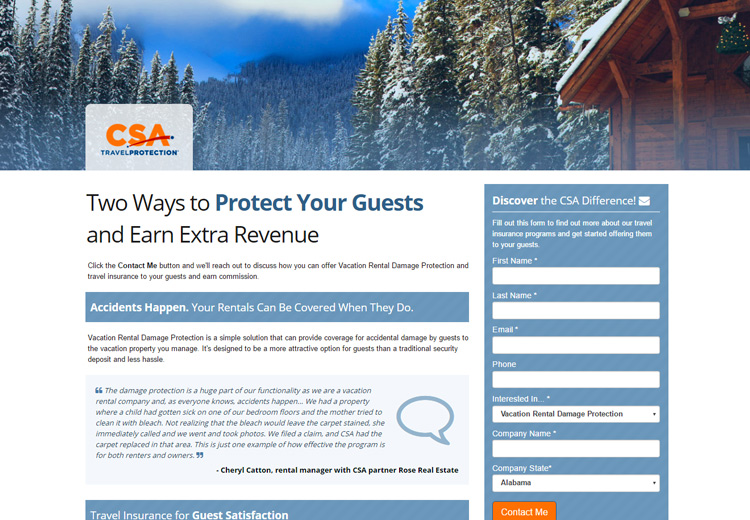 CSA
TRAVELPROTECTION
Two Ways to Protect Your Guests
and Earn Extra Revenue
Click the Contact Me button and we'll reach out to discuss how you can offer Vacation Rental Damage Protection and
travel insurance to your guests and earn commission.
Accidents Happen. Your Rentals Can Be Covered When They Do.
Vacation Rental Damage Protection is a simple solution that can provide coverage for accidental damage by guests to
the vacation property you manage. It's designed to be a more attractive option for guests than a traditional security
deposit and less hassle.
❝ The damage protection is a huge part of our functionality as we are a vacation
rental company and, as everyone knows, accidents happen... We had a property
where a child had gotten sick on one of our bedroom floors and the mother tried to
clean it with bleach. Not realizing that the bleach would leave the carpet stained, she
immediately called and we went and took photos. We filed a claim, and CSA had the
carpet replaced in that area. This is just one example of how effective the program is
for both renters and owners. ❞
- Cheryl Catton, rental manager with CSA partner Rose Real Estate
Travel Insurance for Guest Satisfaction
Discover the CSA Difference!
Fill out this form to find out more about our travel
insurance programs and get started offering them
to your guests.
First Name *
Last Name *
Email *
Phone
Interested In... *
Vacation Rental Damage Protection
Company Name *
Company State*
Alabama
Contact Me